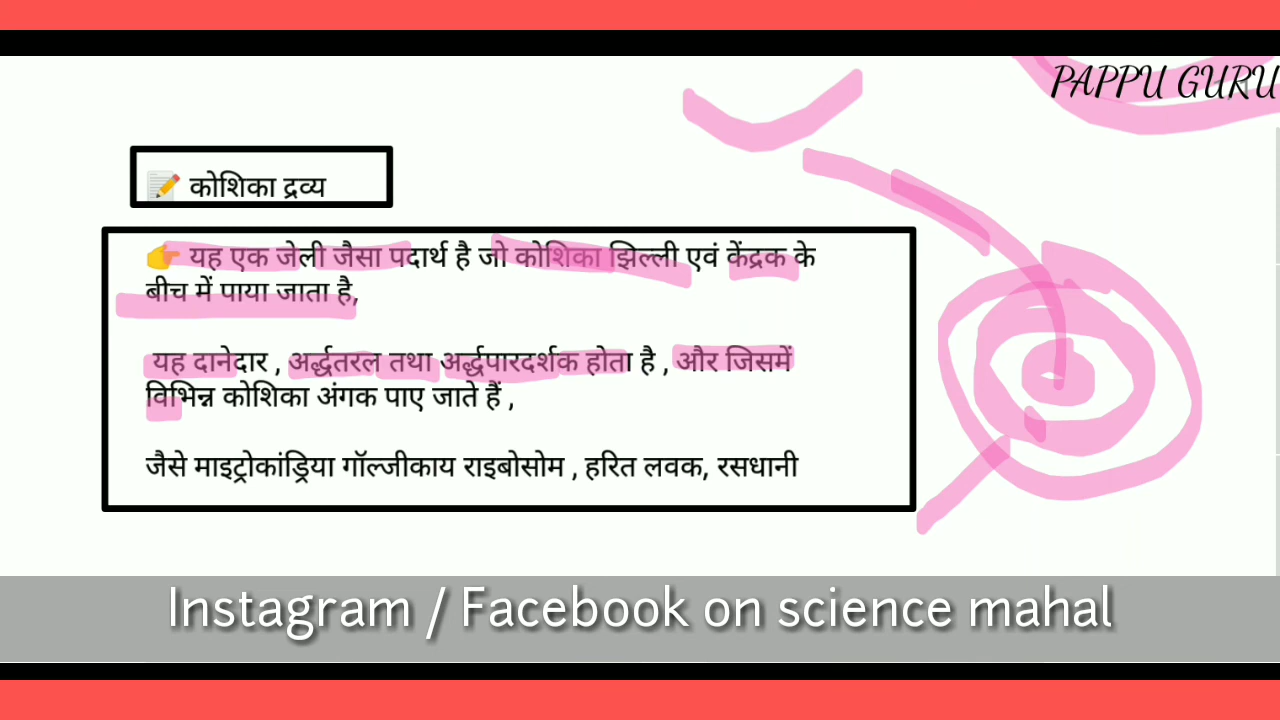 PAPPU GURU
📝 कोशिका द्रव्य
👉 यह एक जेली जैसा पदार्थ है जो कोशिका झिल्ली एवं केंद्रक के
बीच में पाया जाता है,
यह दानेदार , अर्द्धतरल तथा अर्द्धपारदर्शक होता है , और जिसमें
विभिन्न कोशिका अंगक पाए जाते हैं ,
जैसे माइट्रोकांड्रिया गॉल्जीकाय राइबोसोम , हरित लवक, रसधानी
Instagram / Facebook on science mahal